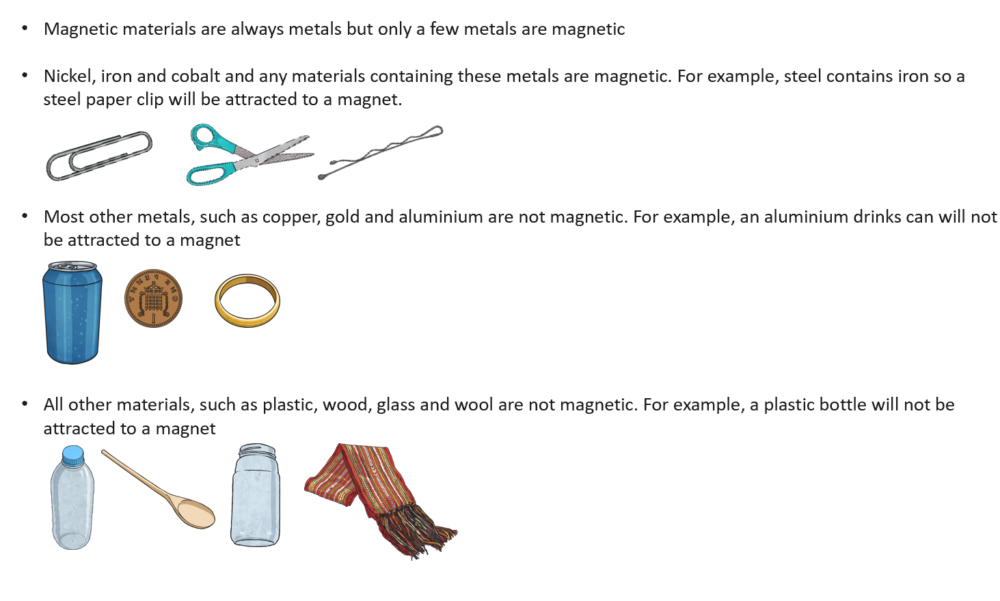 • Magnetic materials are always metals but only a few metals are magnetic
• Nickel, iron and cobalt and any materials containing these metals are magnetic. For example, steel contains iron so a
steel paper clip will be attracted to a magnet.
• Most other metals, such as copper, gold and aluminium are not magnetic. For example, an aluminium drinks can will not
be attracted to a magnet
ONE PENNY
1
• All other materials, such as plastic, wood, glass and wool are not magnetic. For example, a plastic bottle will not be
attracted to a magnet